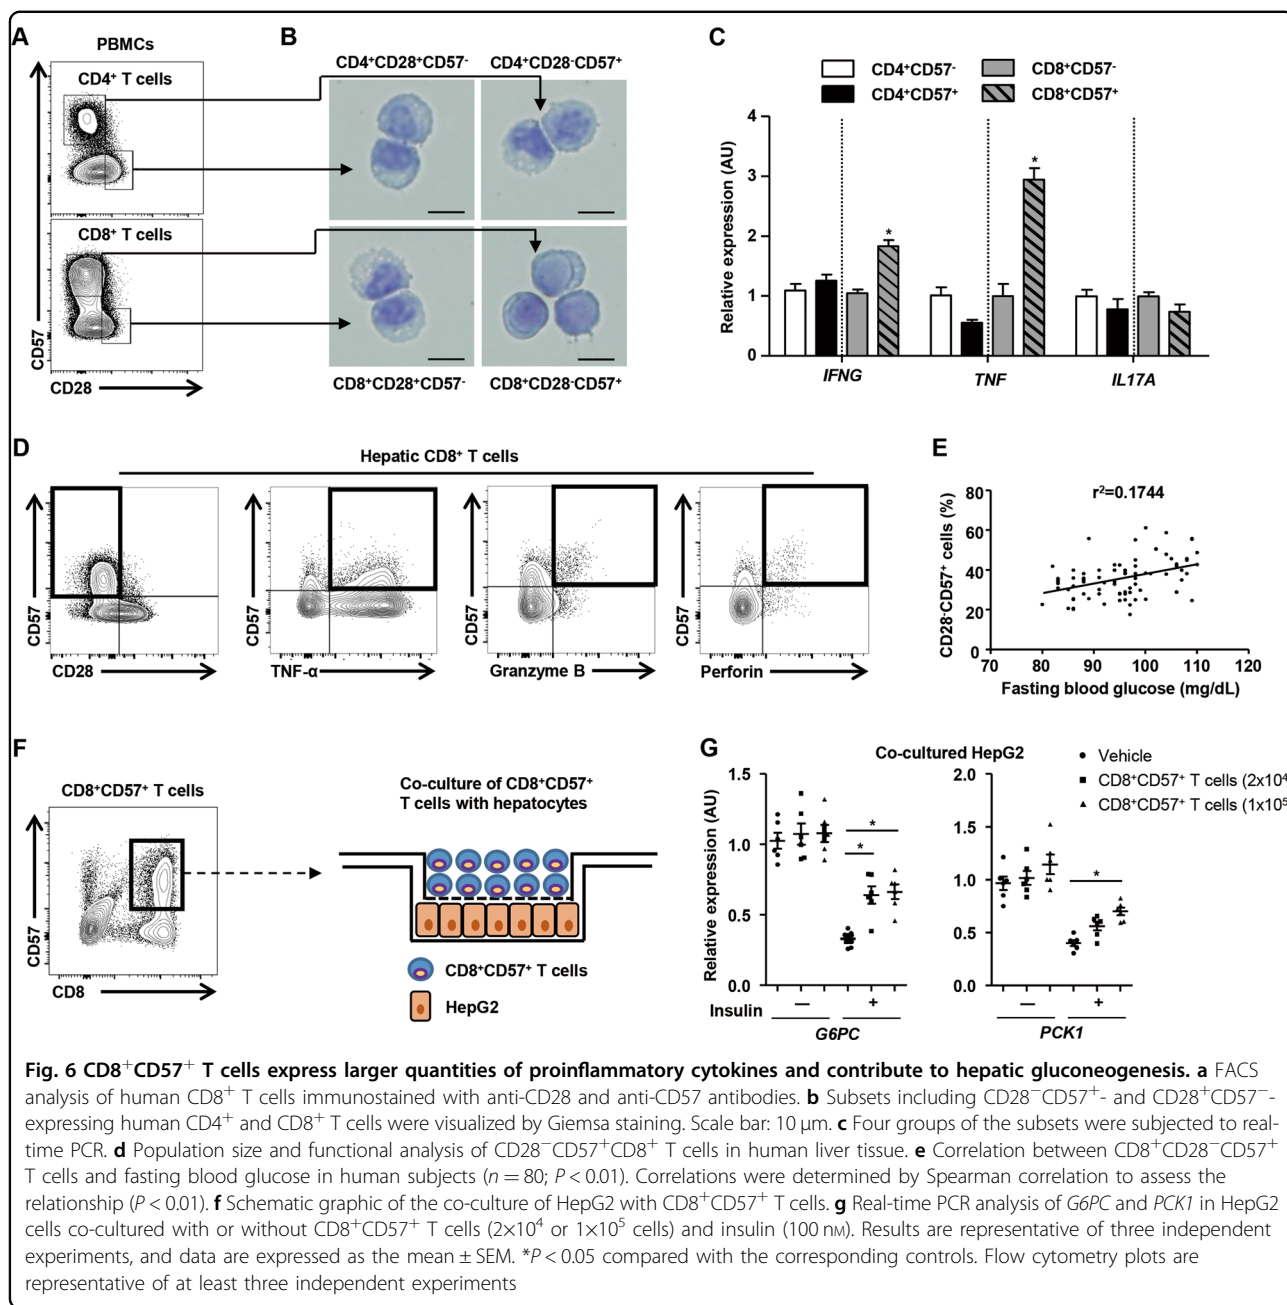 A
PBMCs
CD4⁺ T cells
CD8⁺ T cells
CD57
CD28
B
CD4⁺CD28⁺CD57⁻
CD4⁺CD28⁻CD57⁺
CD8⁺CD28⁺CD57⁻
CD8⁺CD28⁻CD57⁺
C
CD4⁺CD57⁻
CD8⁺CD57⁻
CD4⁺CD57⁺
CD8⁺CD57⁺
Relative expression (AU)
4
3
2
1
0
*
*
IFNG
TNF
IL17A
D
Hepatic CD8⁺ T cells
CD57
CD28
CD57
TNF-α
CD57
Granzyme B
CD57
Perforin
E
r²=0.1744
CD28⁻CD57⁺ cells (%)
80
60
40
20
0
70
80
90
100
110
120
Fasting blood glucose (mg/dL)
F
CD8⁺CD57⁺ T cells
CD57
CD8
Co-culture of CD8⁺CD57⁺
T cells with hepatocytes
CD8⁺CD57⁺ T cells
HepG2
G
Co-cultured HepG2
Vehicle
CD8⁺CD57⁺ T cells (2x10⁴
CD8⁺CD57⁺ T cells (1x10⁵
Relative expression (AU)
1.5
1.0
0.5
0.0
*
*
2.0
1.5
1.0
0.5
0.0
*
Insulin
—
+
—
+
G6PC
PCK1
Fig. 6 CD8⁺CD57⁺ T cells express larger quantities of proinflammatory cytokines and contribute to hepatic gluconeogenesis. a FACS
analysis of human CD8⁺ T cells immunostained with anti-CD28 and anti-CD57 antibodies. b Subsets including CD28⁻CD57⁺- and CD28⁺CD57⁻-
expressing human CD4⁺ and CD8⁺ T cells were visualized by Giemsa staining. Scale bar: 10 μm. c Four groups of the subsets were subjected to real-
time PCR. d Population size and functional analysis of CD28⁻CD57⁺CD8⁺ T cells in human liver tissue. e Correlation between CD8⁺CD28⁻CD57⁺
T cells and fasting blood glucose in human subjects (n = 80; P < 0.01). Correlations were determined by Spearman correlation to assess the
relationship (P < 0.01). f Schematic graphic of the co-culture of HepG2 with CD8⁺CD57⁺ T cells. g Real-time PCR analysis of G6PC and PCK1 in HepG2
cells co-cultured with or without CD8⁺CD57⁺ T cells (2×10⁴ or 1×10⁵ cells) and insulin (100 nM). Results are representative of three independent
experiments, and data are expressed as the mean ± SEM. *P < 0.05 compared with the corresponding controls. Flow cytometry plots are
representative of at least three independent experiments